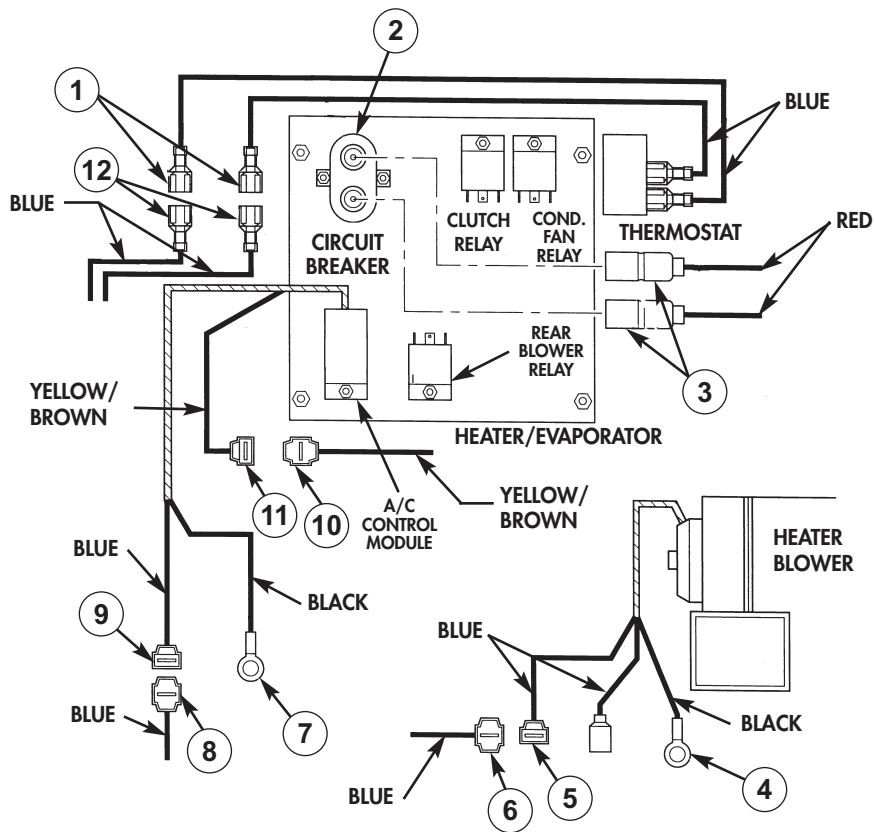 2
1
BLUE
12
CLUTCH
RELAY
COND.
FAN
RELAY
BLUE
CIRCUIT
BREAKER
THERMOSTAT
RED
REAR
BLOWER
RELAY
3
YELLOW/
BROWN
HEATER/EVAPORATOR
11
10
A/C
CONTROL
MODULE
YELLOW/
BROWN
HEATER
BLOWER
BLUE
BLACK
9
BLUE
7
BLUE
8
BLACK
BLUE
6
5
4